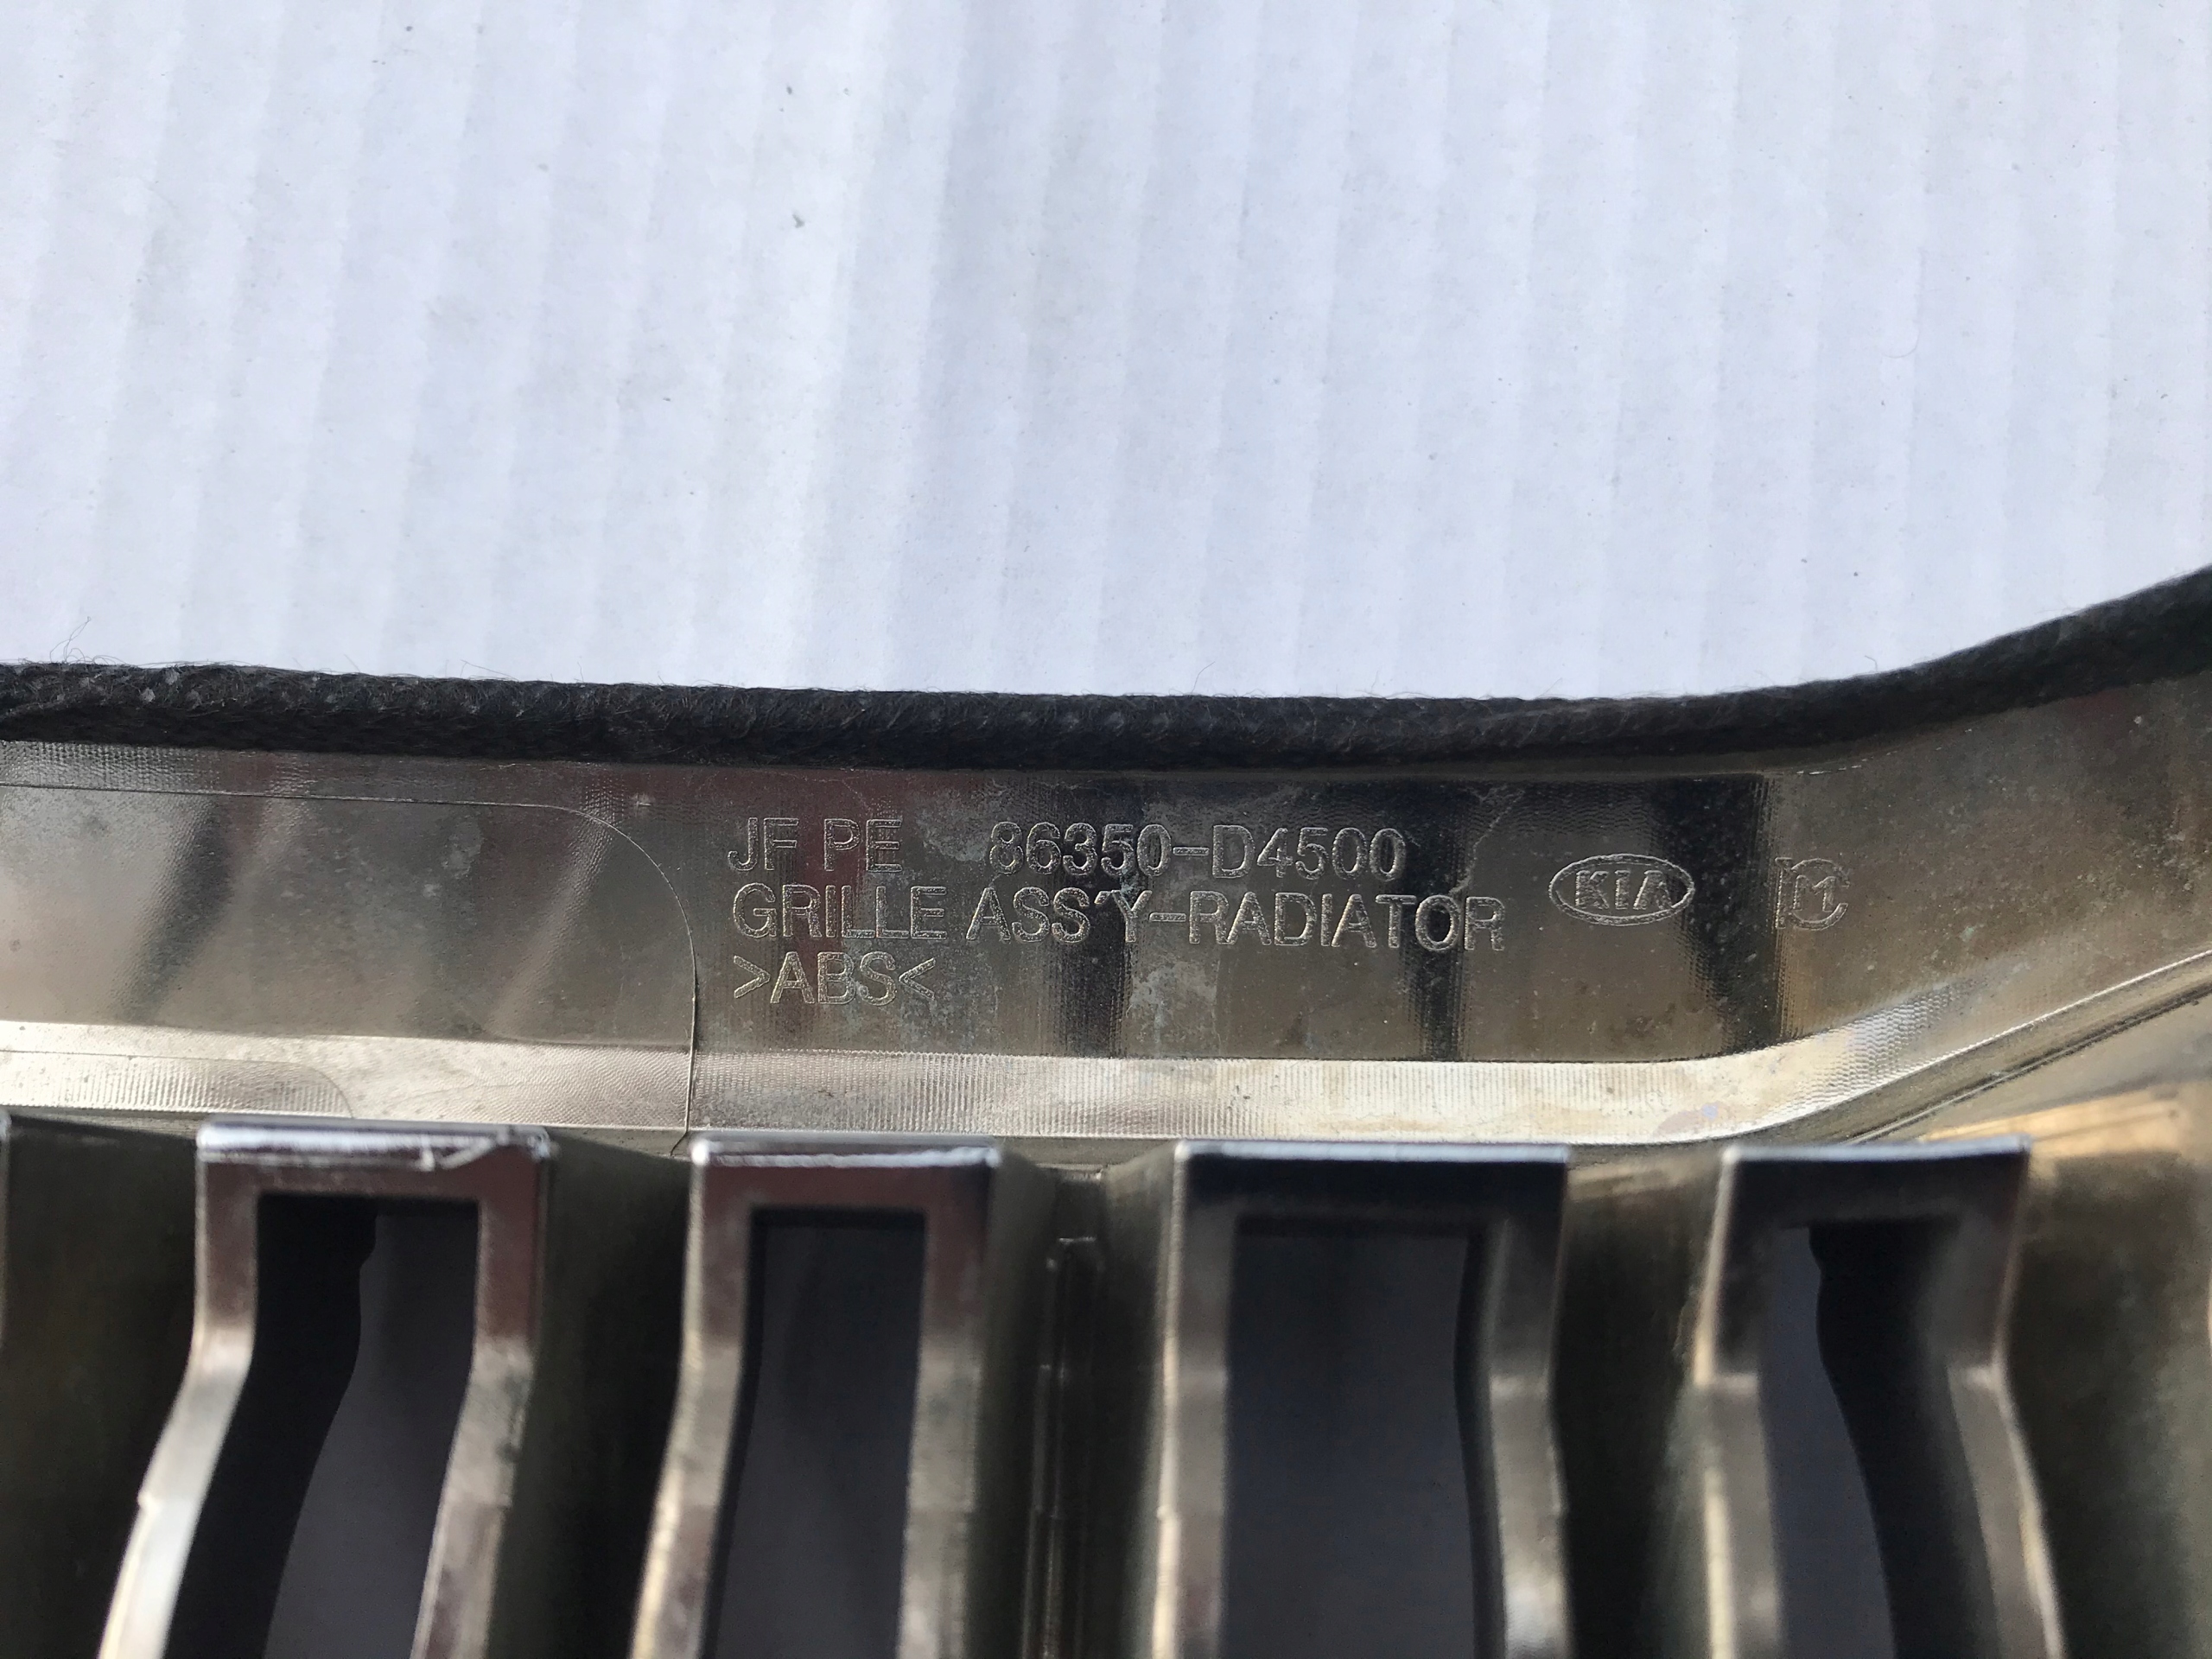 JF PE 86350-D4500
GRILLE ASS'Y-RADIATOR
>ABS<
KIA